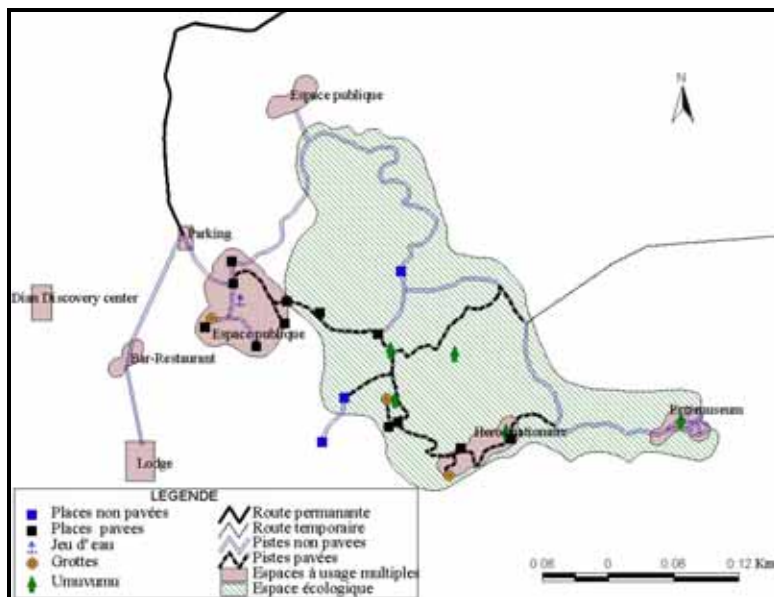 N
Espace publique
Parking
Dian Discovery center
Espace publique
Bar-Restaurant
Heros nationaux
Lodge
LEGENDE
Places non pavées
Places pavees
Jeu d' eau
Grottes
Umuvumu
Route permanante
Route temporaire
Pistes non pavees
Pistes pavées
Espaces à usage multiples
Espace écologique
0.06 0 0.06 0.12 Km